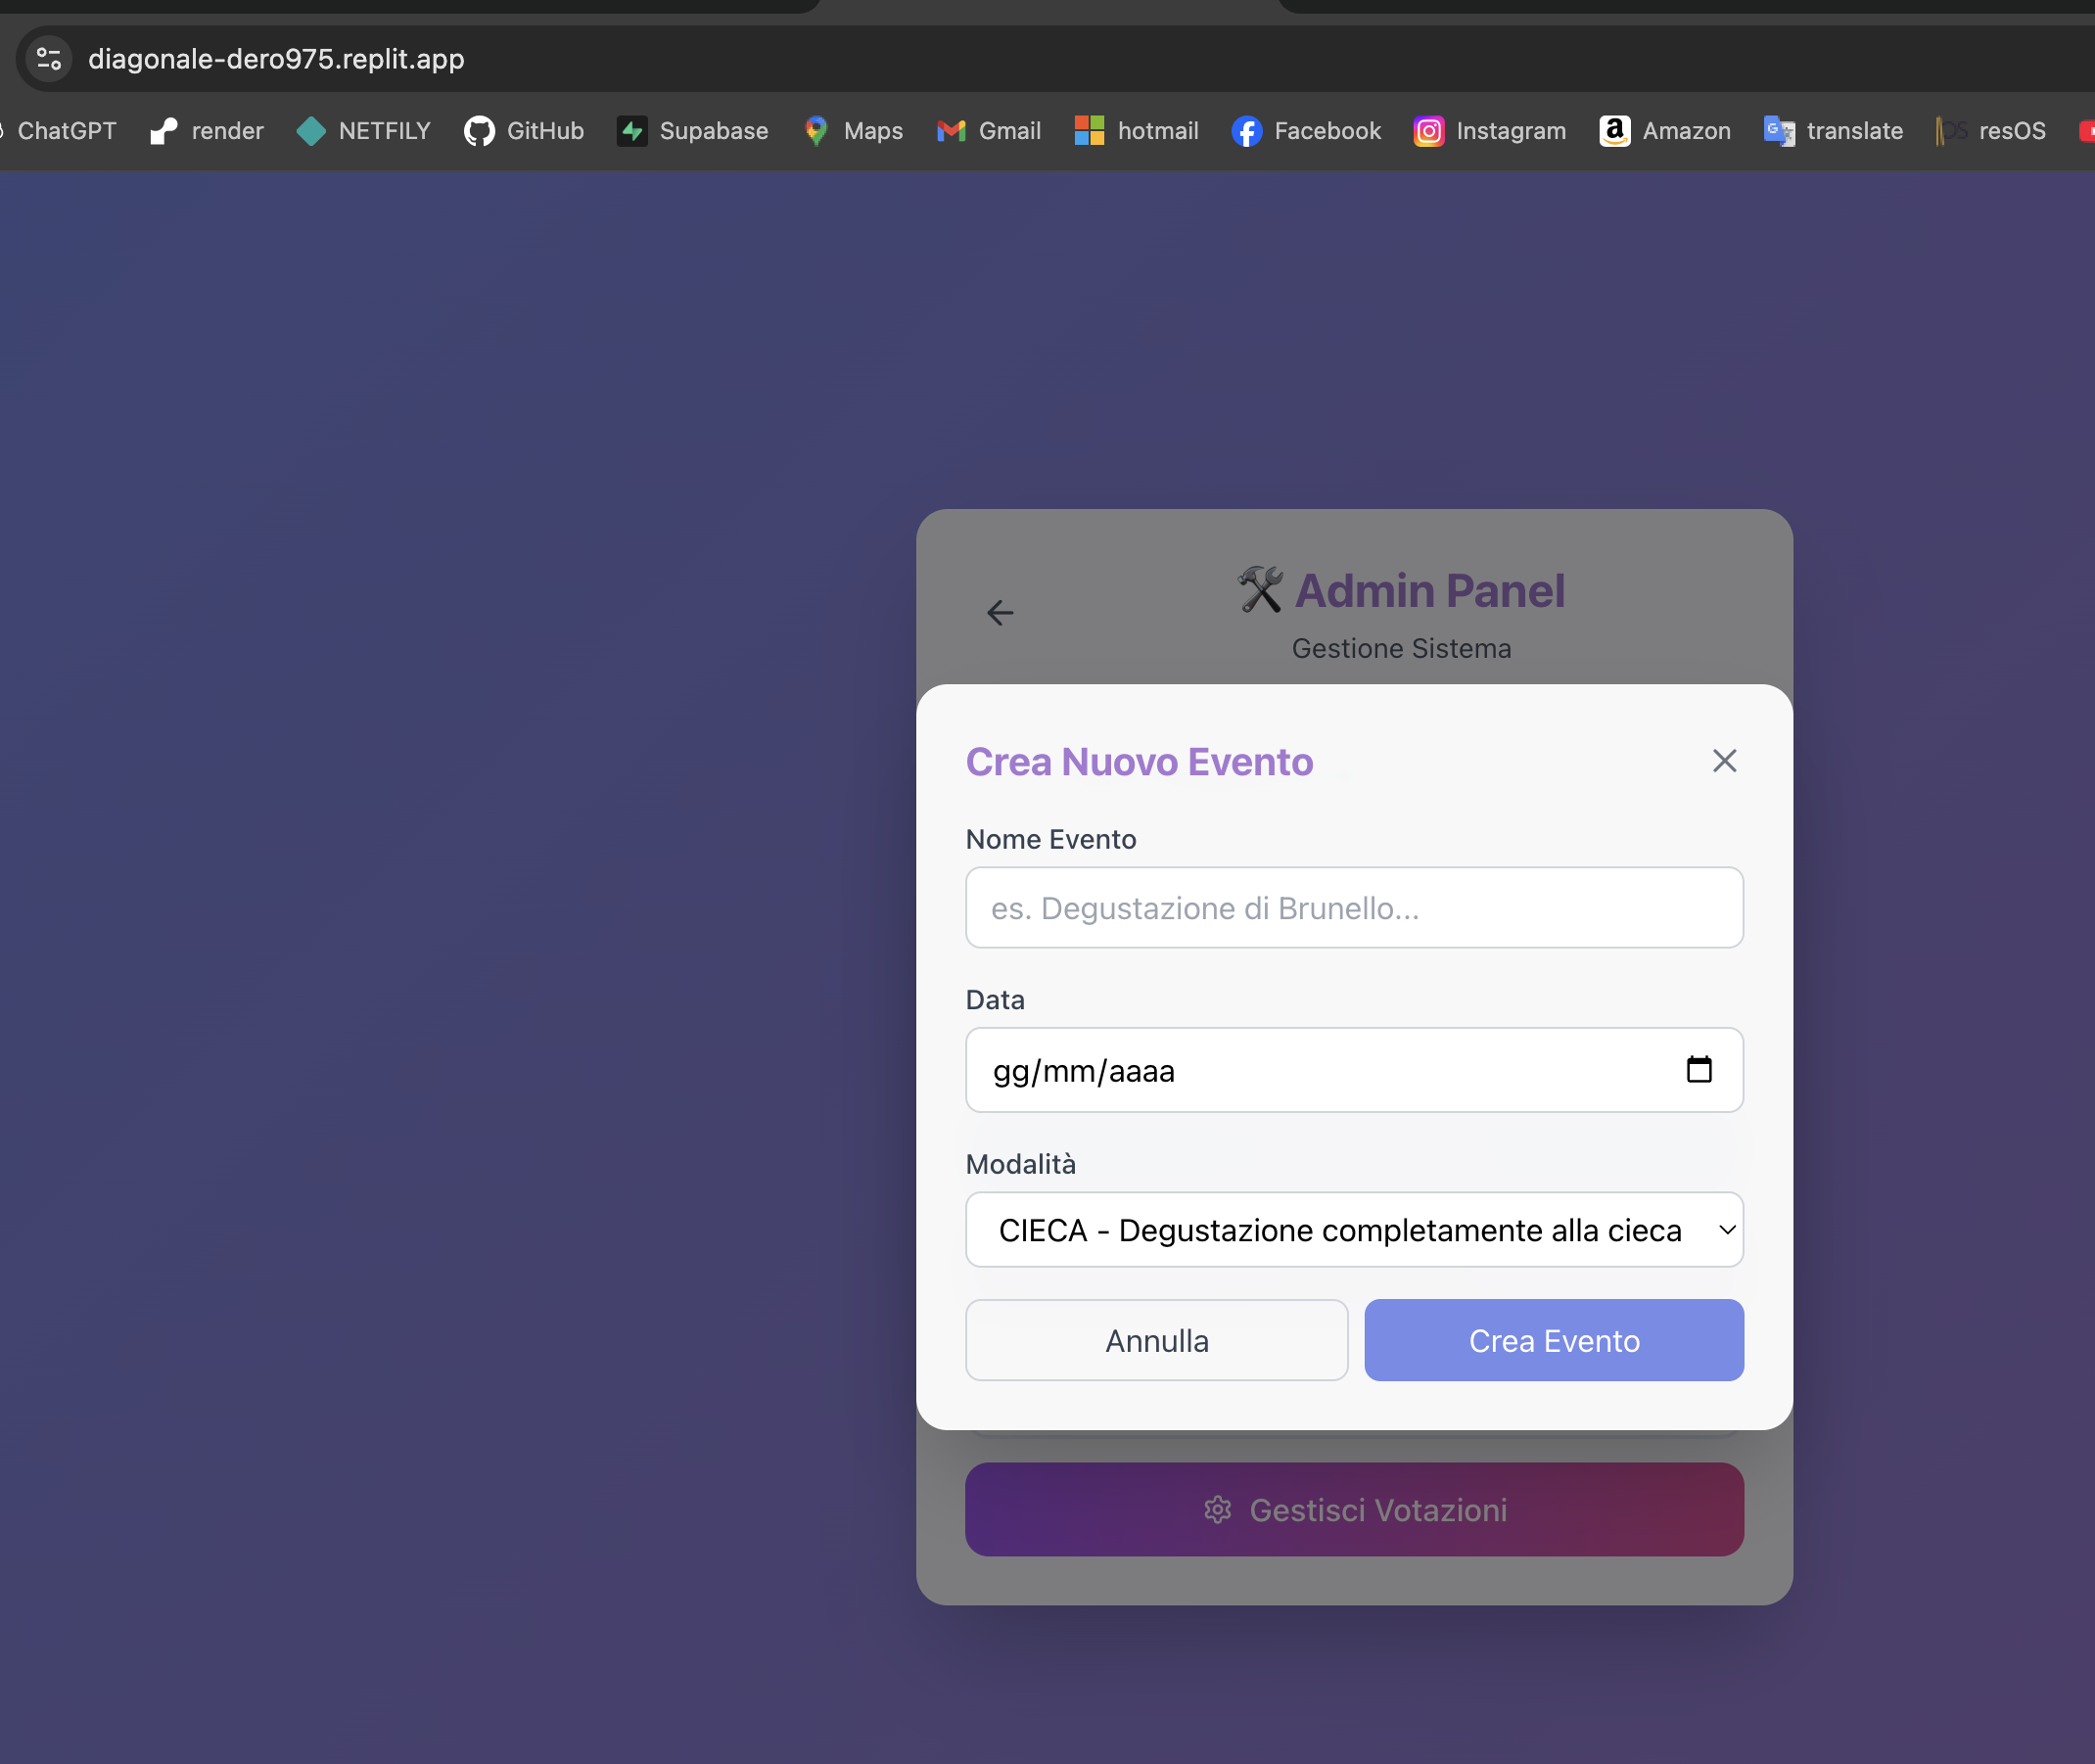 diagonale-dero975.replit.app
ChatGPT render NETFILY GitHub Supabase Maps Gmail hotmail Facebook Instagram Amazon translate resOS
🛠️ Admin Panel
Gestione Sistema
Crea Nuovo Evento
Nome Evento
es. Degustazione di Brunello...
Data
gg/mm/aaaa
Modalità
CIECA - Degustazione completamente alla cieca
Annulla Crea Evento
Gestisci Votazioni